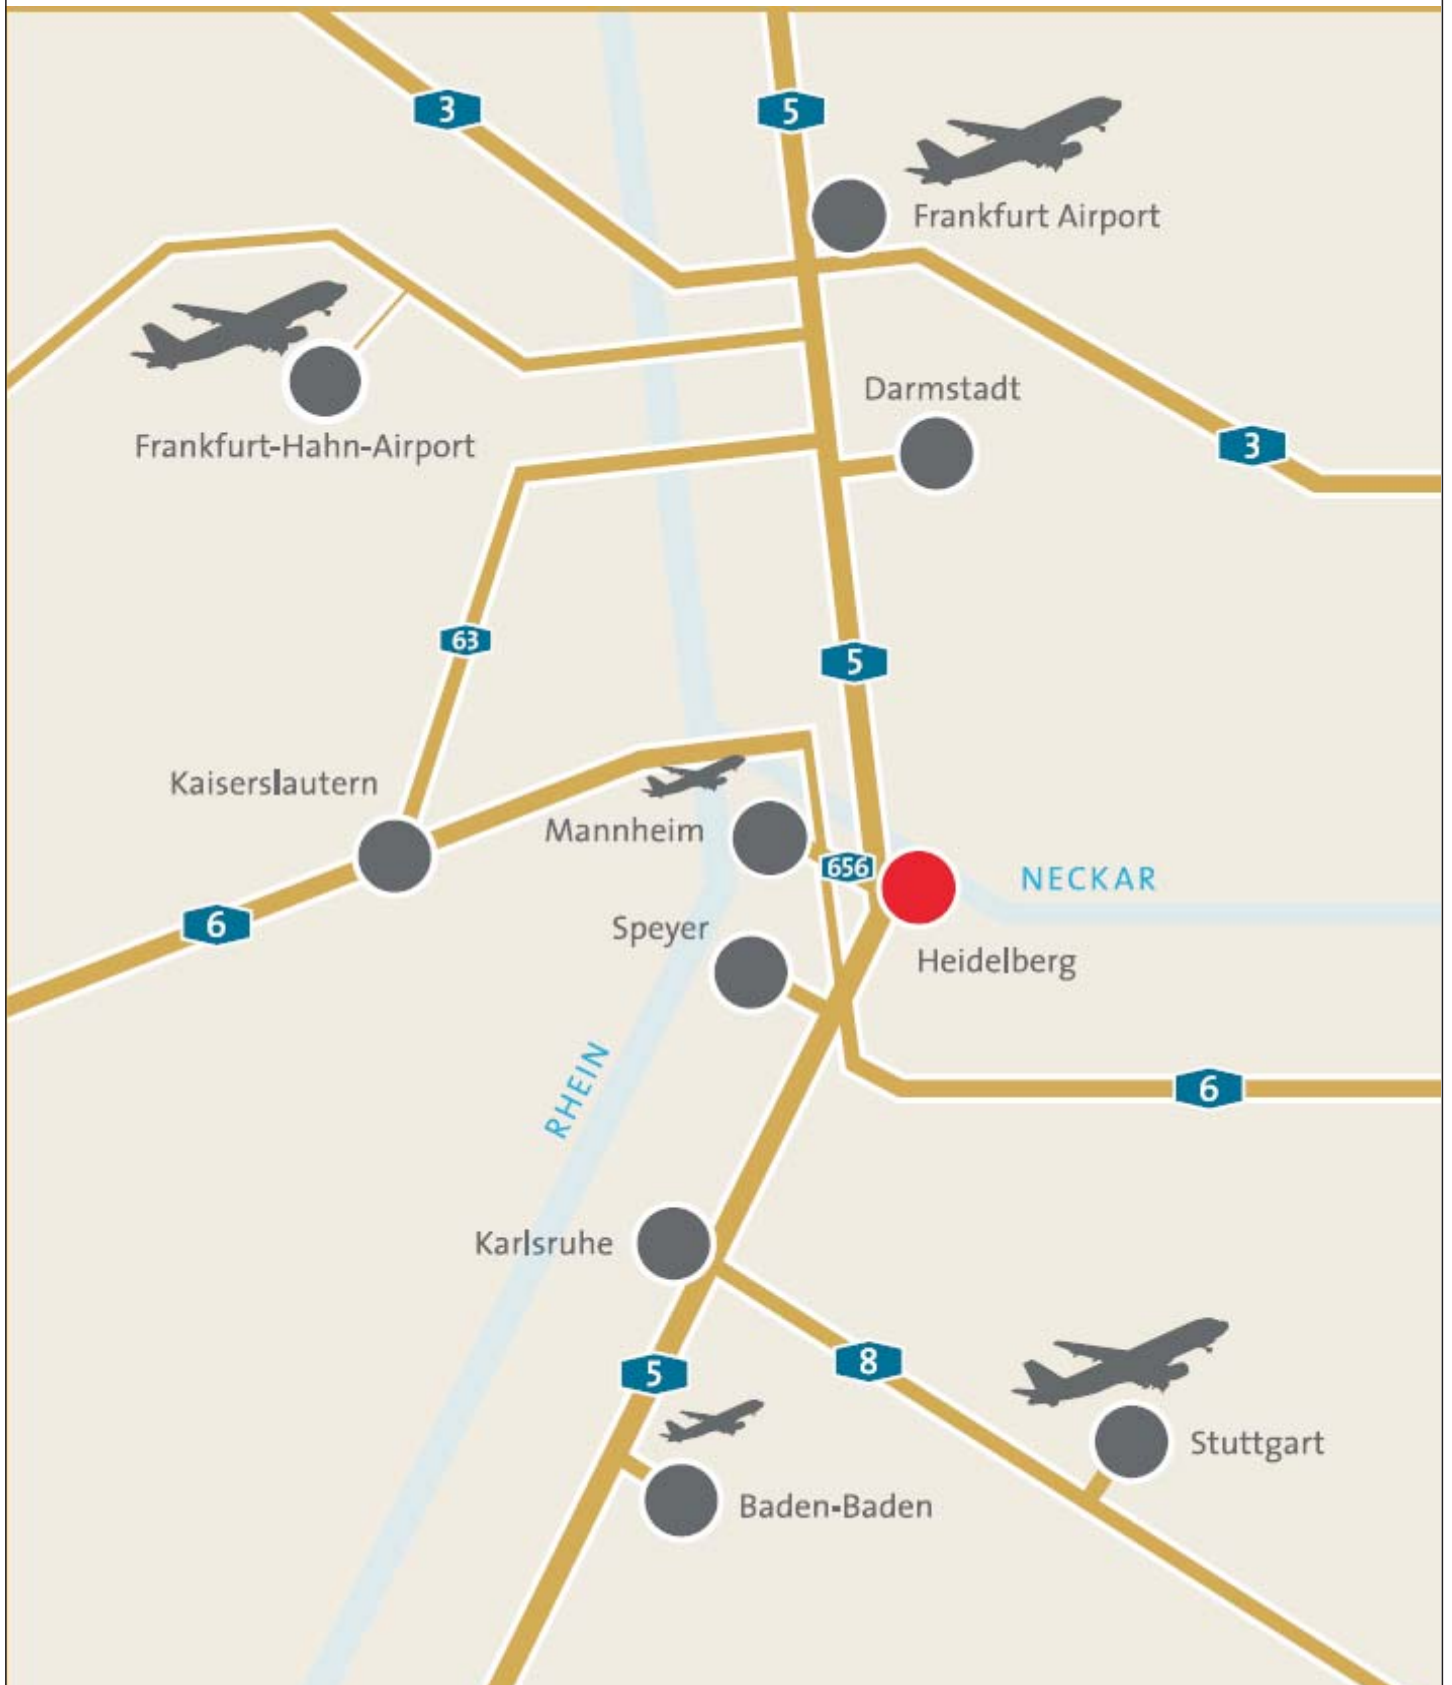 3
5
Frankfurt Airport
Darmstadt
Frankfurt-Hahn-Airport
3
63
5
Kaiserslautern
Mannheim
656
NECKAR
6
Speyer
Heidelberg
RHEIN
6
Karlsruhe
5
8
Stuttgart
Baden-Baden